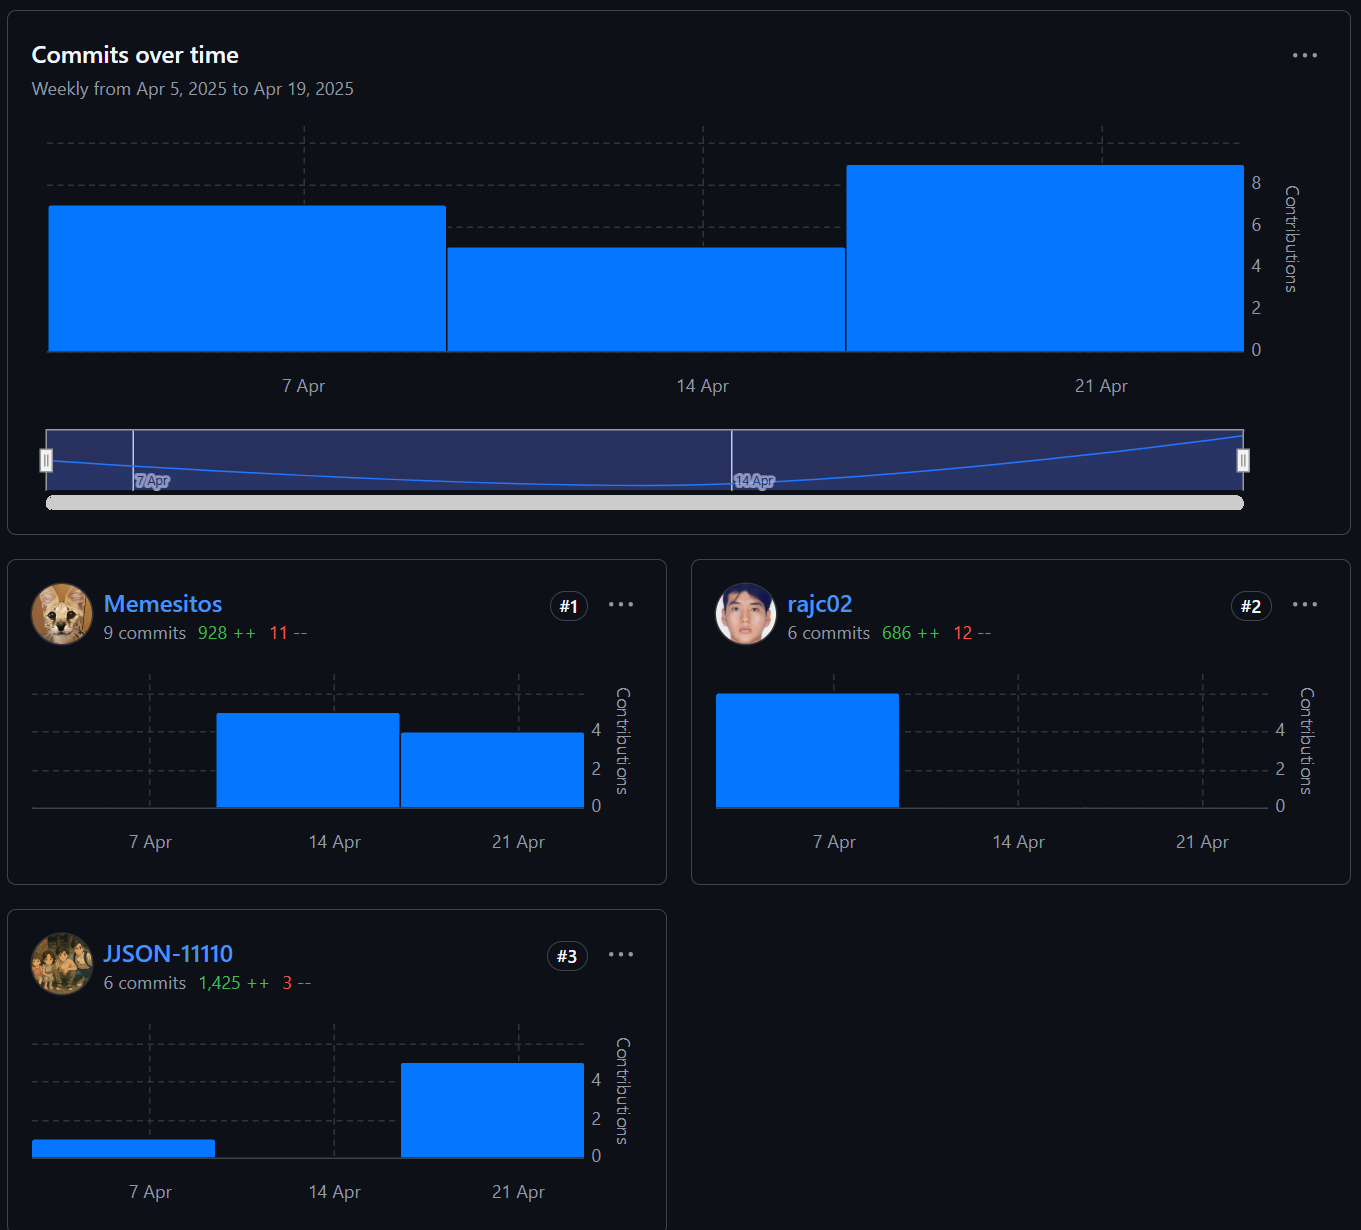 Commits over time
Weekly from Apr 5, 2025 to Apr 19, 2025
8
6
4
2
0
Contributions
7 Apr 14 Apr 21 Apr
7 Apr 14 Apr
Memesitos #1
9 commits 928 ++ 11 --
4
2
0
Contributions
7 Apr 14 Apr 21 Apr
rajc02 #2
6 commits 686 ++ 12 --
4
2
0
Contributions
7 Apr 14 Apr 21 Apr
JJSON-11110 #3
6 commits 1,425 ++ 3 --
4
2
0
Contributions
7 Apr 14 Apr 21 Apr